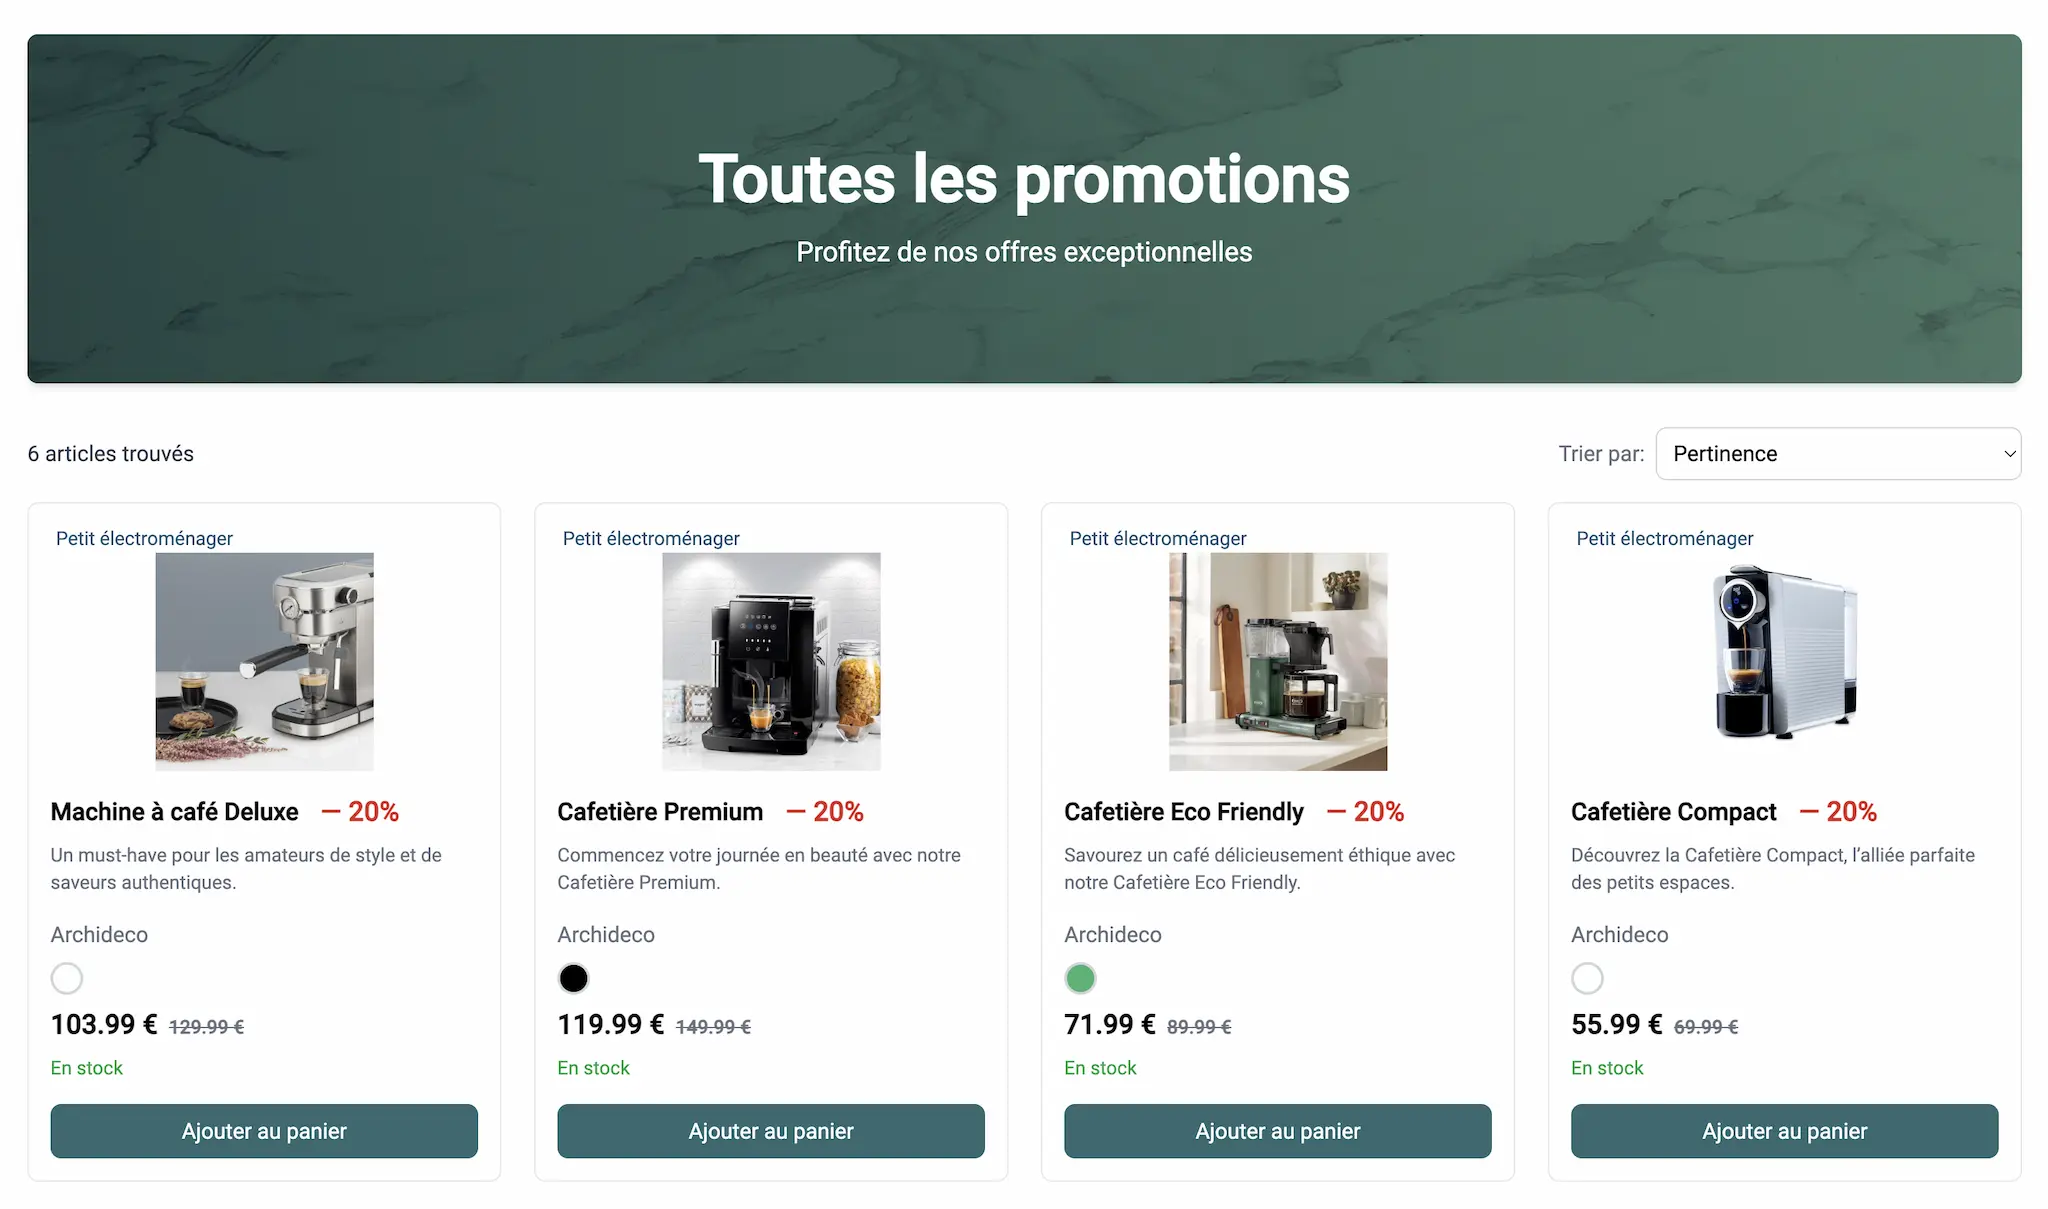 Toutes les promotions
Profitez de nos offres exceptionnelles
6 articles trouvés
Trier par: Pertinence
Petit électroménager
Machine à café Deluxe — 20%
Un must-have pour les amateurs de style et de
saveurs authentiques.
Archideco
103.99 € 129.99 €
En stock
Ajouter au panier
Petit électroménager
Cafetière Premium — 20%
Commencez votre journée en beauté avec notre
Cafetière Premium.
Archideco
119.99 € 149.99 €
En stock
Ajouter au panier
Petit électroménager
Cafetière Eco Friendly — 20%
Savourez un café délicieusement éthique avec
notre Cafetière Eco Friendly.
Archideco
71.99 € 89.99 €
En stock
Ajouter au panier
Petit électroménager
Cafetière Compact — 20%
Découvrez la Cafetière Compact, l’alliée parfaite
des petits espaces.
Archideco
55.99 € 69.99 €
En stock
Ajouter au panier